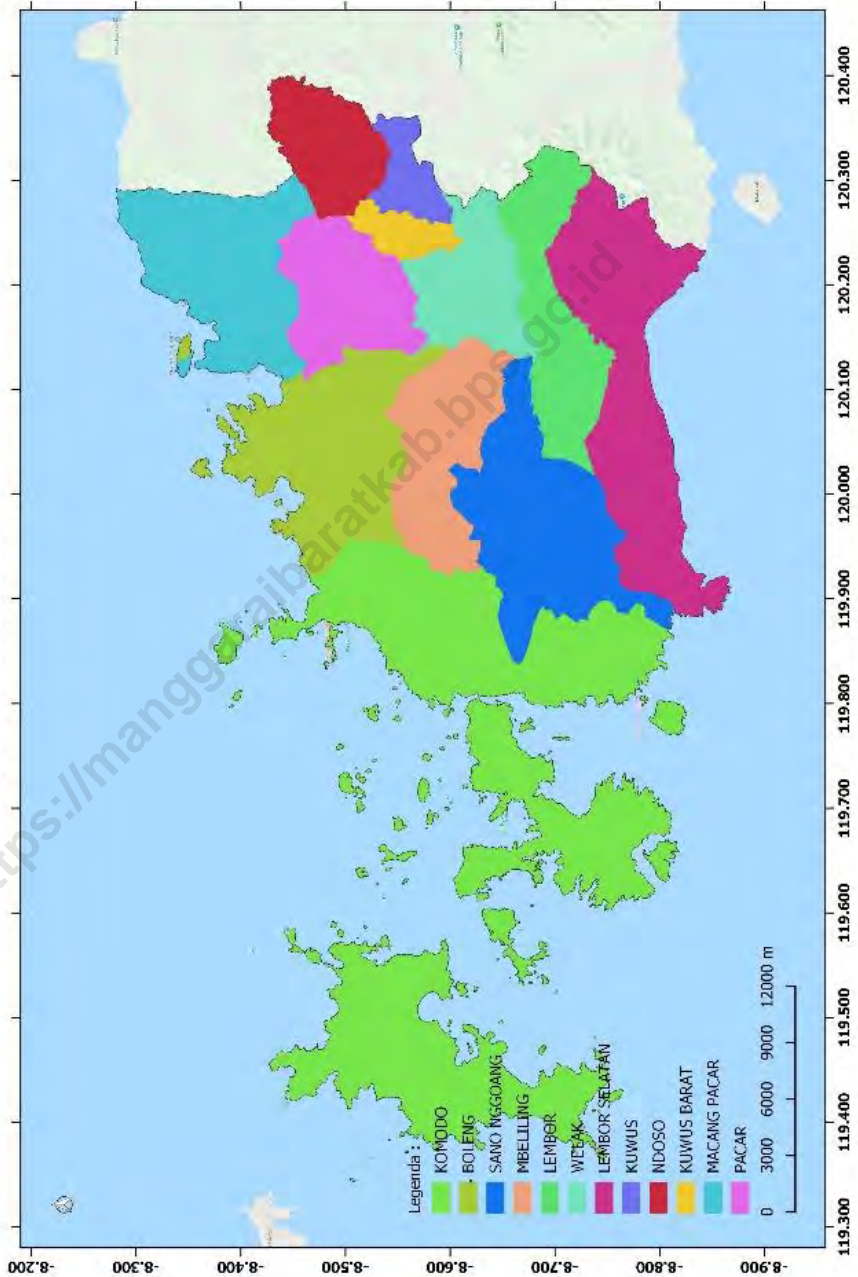 Legenda :
KOMODO
BOLENG
SANO NGGOANG
MBELILING
LEMBOR
WELAK
LEMBOR SELATAN
KUWUS
NDOSO
KUWUS BARAT
MACANG PACAR
PACAR
0 3000 6000 9000 12000 m
119.300 119.400 119.500 119.600 119.700 119.800 119.900 120.000 120.100 120.200 120.300 120.400
-8.200
-8.300
-8.400
-8.500
-8.600
-8.700
-8.800
-8.900
https://manggaraibaratkab.bps.go.id